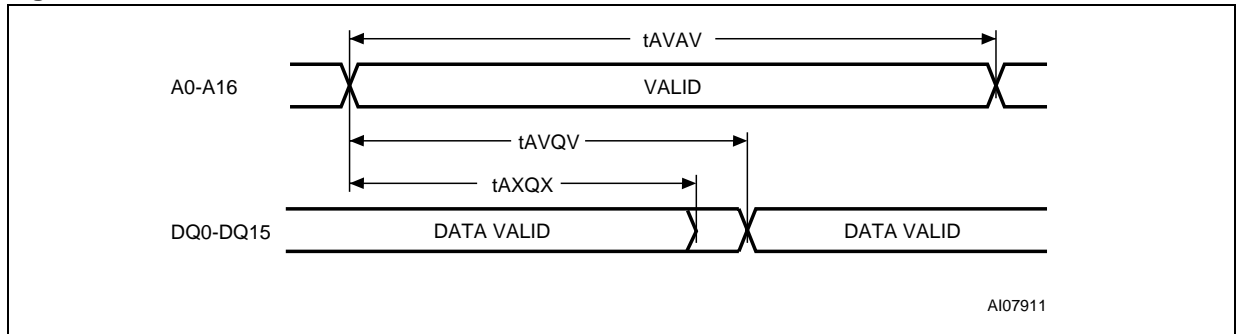 tAVAV
A0-A16
VALID
tAVQV
tAXQX
DQ0-DQ15
DATA VALID
DATA VALID
AI07911